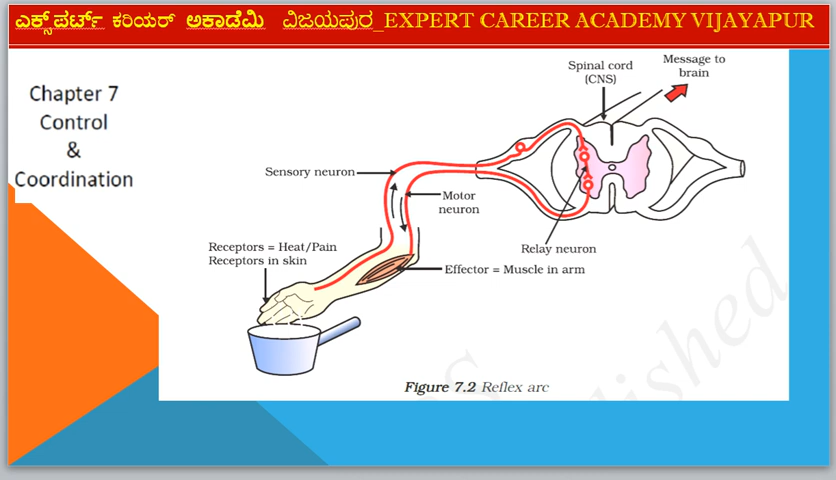 ಎಕ್ಸ್‌ಪರ್ಟ್ ಕರಿಯರ್ ಅಕಾಡೆಮಿ ವಿಜಯಪುರ_EXPERT CAREER ACADEMY VIJAYAPUR
Chapter 7
Control
&
Coordination
Spinal cord
(CNS)
Message to
brain
Sensory neuron
Motor
neuron
Relay neuron
Receptors = Heat/Pain
Receptors in skin
Effector = Muscle in arm
Figure 7.2 Reflex arc